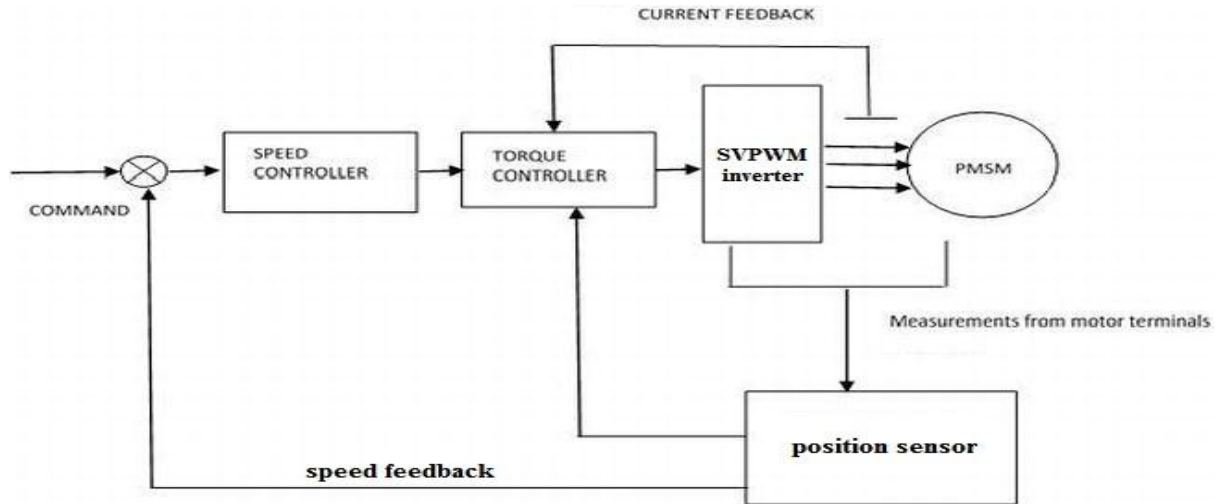 CURRENT FEEDBACK
SPEED
CONTROLLER
TORQUE
CONTROLLER
SVPWM
inverter
PMSM
COMMAND
Measurements from motor terminals
position sensor
speed feedback